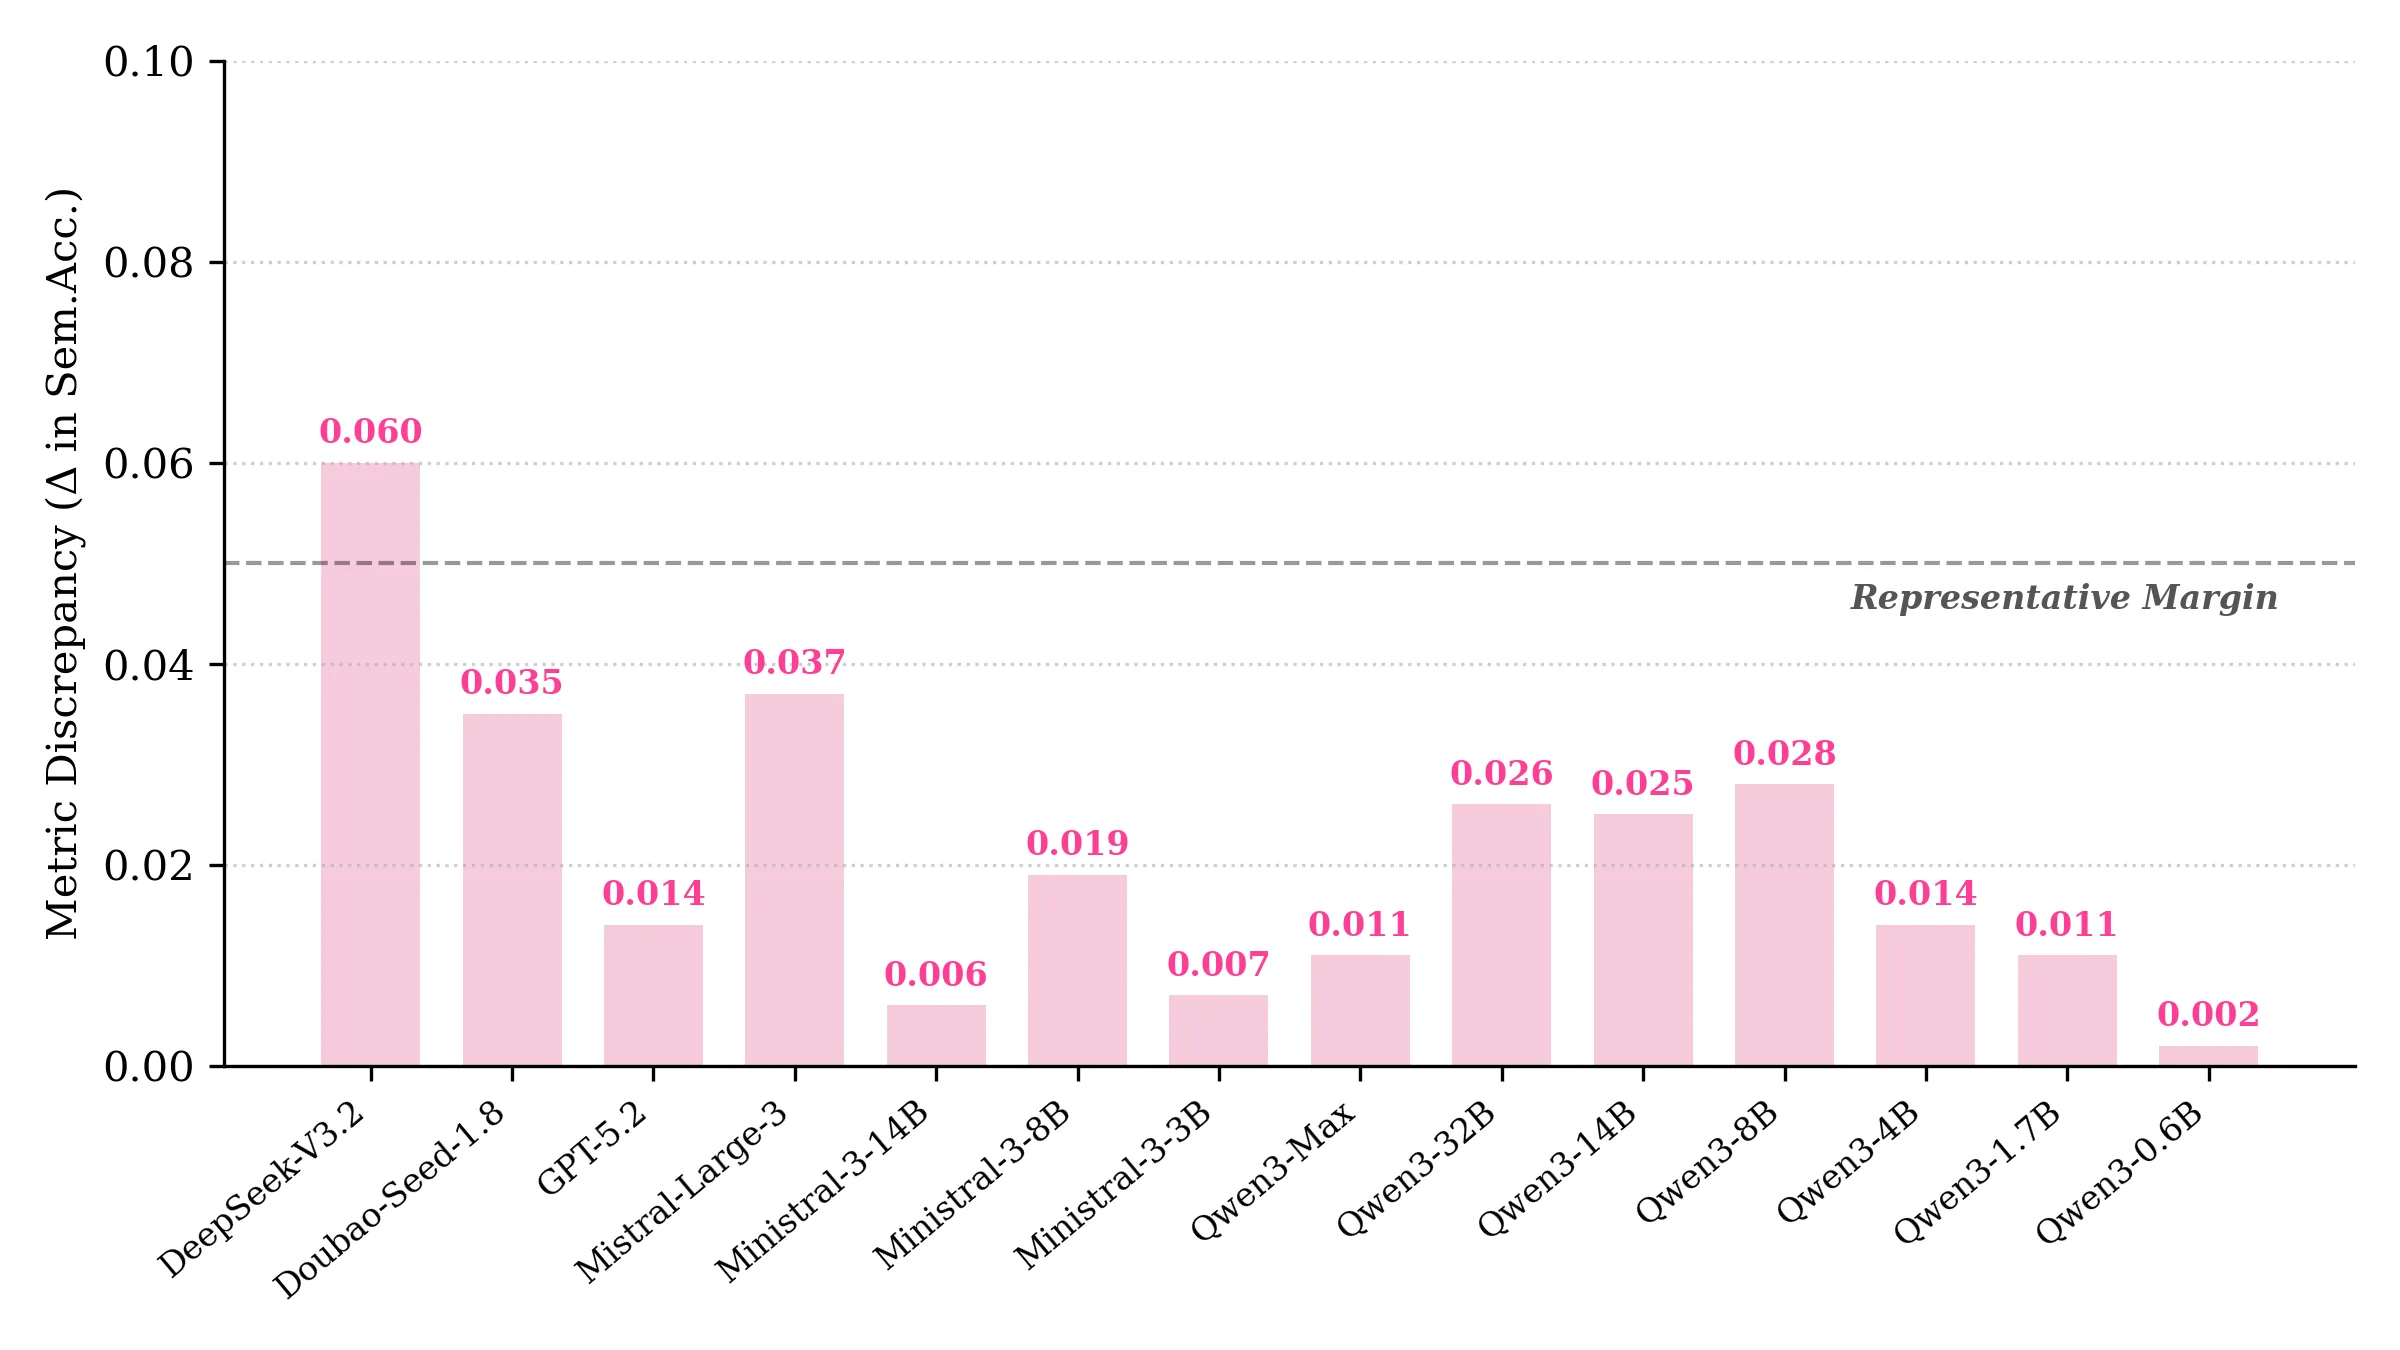 Metric Discrepancy (Δ in Sem.Acc.)
0.10
0.08
0.06
0.04
0.02
0.00
0.060
0.035
0.014
0.037
0.006
0.019
0.007
0.011
0.026
0.025
0.028
0.014
0.011
0.002
Representative Margin
DeepSeek-V3.2
Doubao-Seed-1.8
GPT-5.2
Mistral-Large-3
Ministral-3-14B
Ministral-3-8B
Ministral-3-3B
Qwen3-Max
Qwen3-32B
Qwen3-14B
Qwen3-8B
Qwen3-4B
Qwen3-1.7B
Qwen3-0.6B